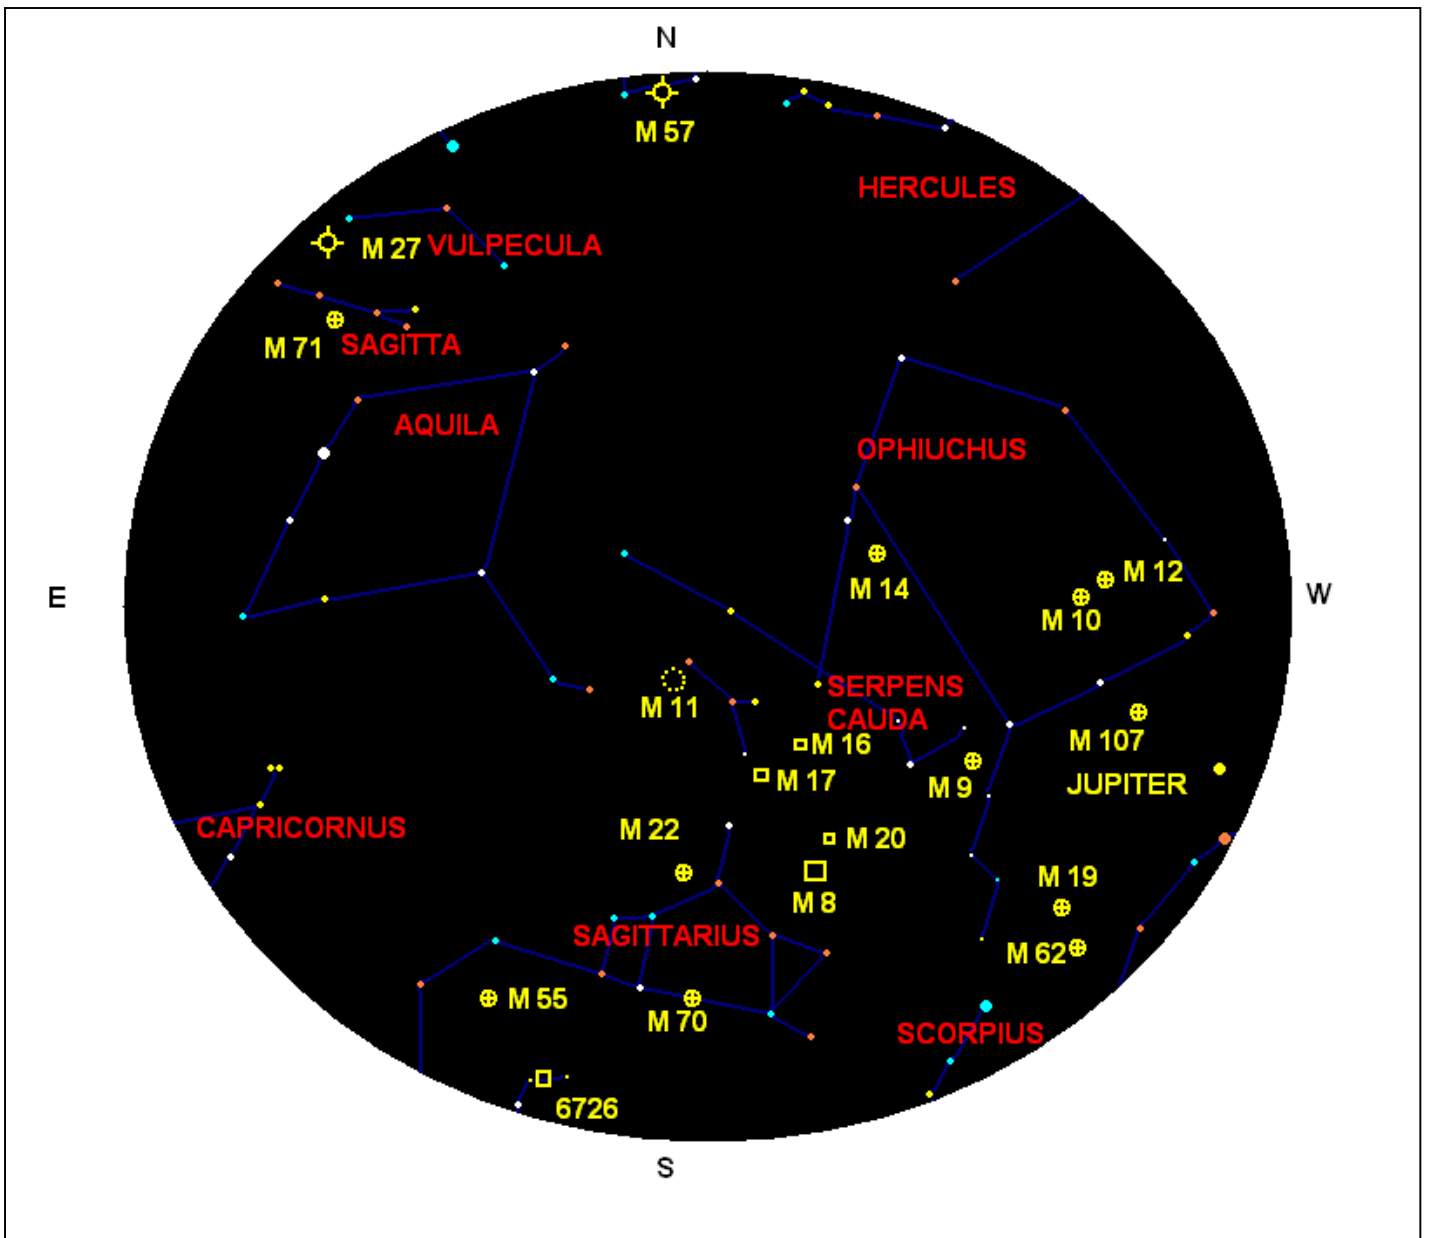 N
M 57
HERCULES
M 27
VULPECULA
M 71
SAGITTA
AQUILA
OPHIUCHUS
M 14
M 12
M 10
E
W
SERPENS
CAUDA
M 11
M 16
M 107
M 17
M 9
JUPITER
CAPRICORNUS
M 22
M 20
M 19
M 8
SAGITTARIUS
M 62
M 55
M 70
SCORPIUS
6726
S